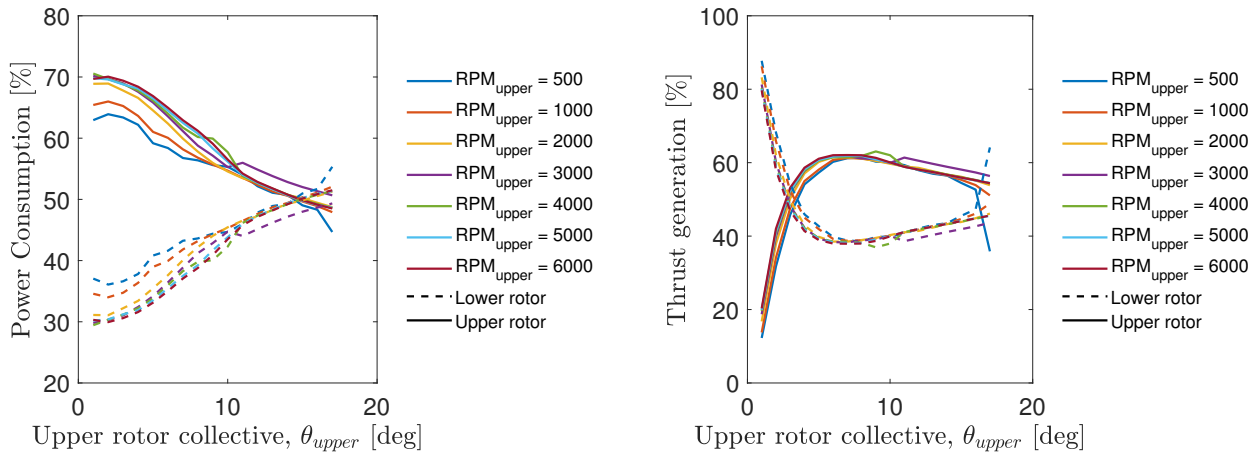 80
70
60
50
40
30
20
0
10
20
Power Consumption [%]
Upper rotor collective, θupper [deg]
RPMupper = 500
RPMupper = 1000
RPMupper = 2000
RPMupper = 3000
RPMupper = 4000
RPMupper = 5000
RPMupper = 6000
Lower rotor
Upper rotor
100
80
60
40
20
0
0
10
20
Thrust generation [%]
Upper rotor collective, θupper [deg]
RPMupper = 500
RPMupper = 1000
RPMupper = 2000
RPMupper = 3000
RPMupper = 4000
RPMupper = 5000
RPMupper = 6000
Lower rotor
Upper rotor